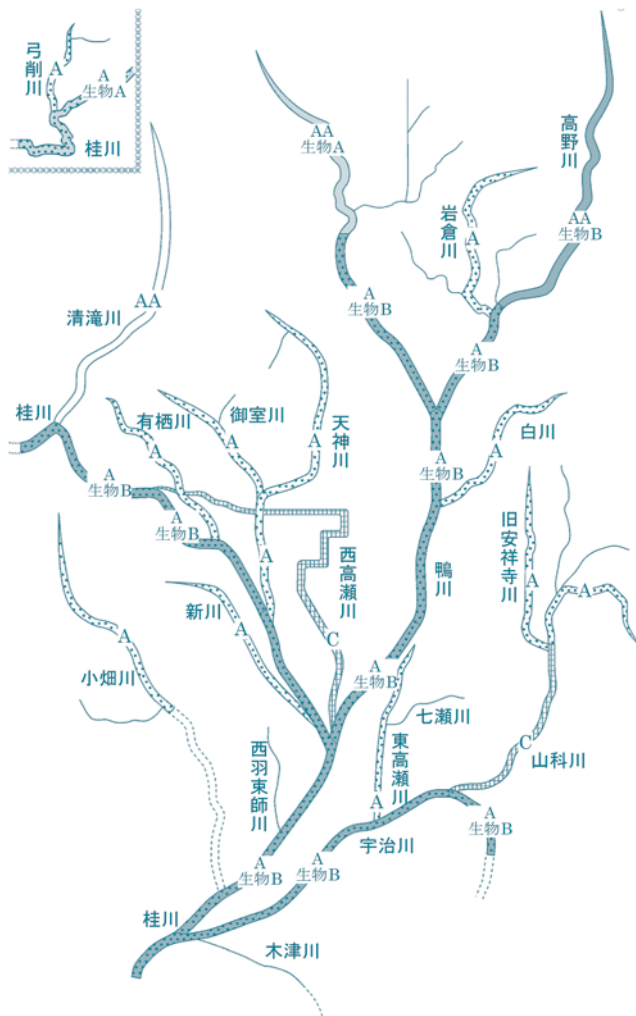 弓削川
A
A
生物A
桂川
AA
生物A
高野川
岩倉川
A
AA
生物B
AA
清滝川
A
生物B
A
生物B
桂川
有栖川
御室川
天神川
白川
A
A
A
A
A
生物B
A
生物B
A
生物B
旧安祥寺川
西高瀬川
鴨川
A
新川
A
A
A
C
小畑川
A
A
生物B
七瀬川
東高瀬川
C
山科川
西羽束師川
A
宇治川
A
生物B
A
生物B
A
生物B
桂川
木津川